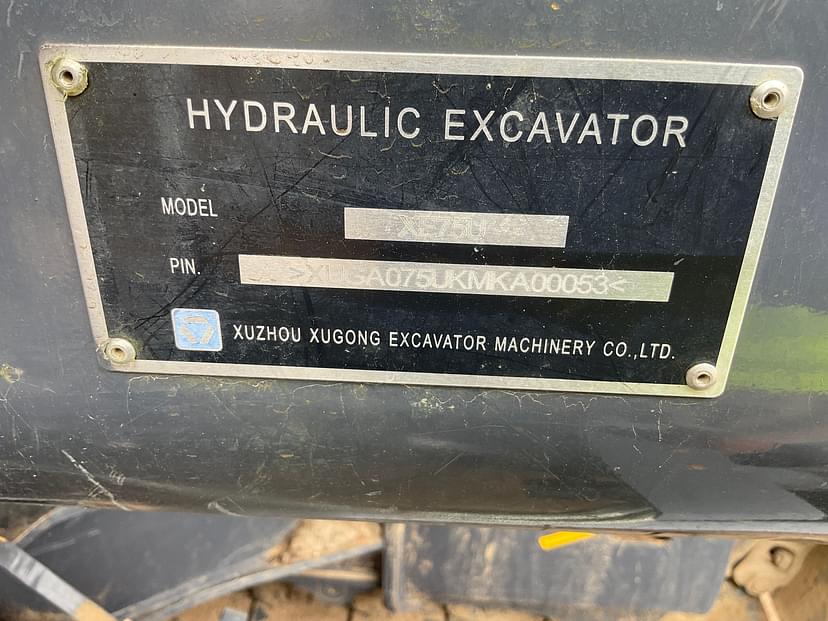 HYDRAULIC EXCAVATOR
MODEL XE75U
PIN. >XUGA075UKMKA00053<
XUZHOU XUGONG EXCAVATOR MACHINERY CO.,LTD.